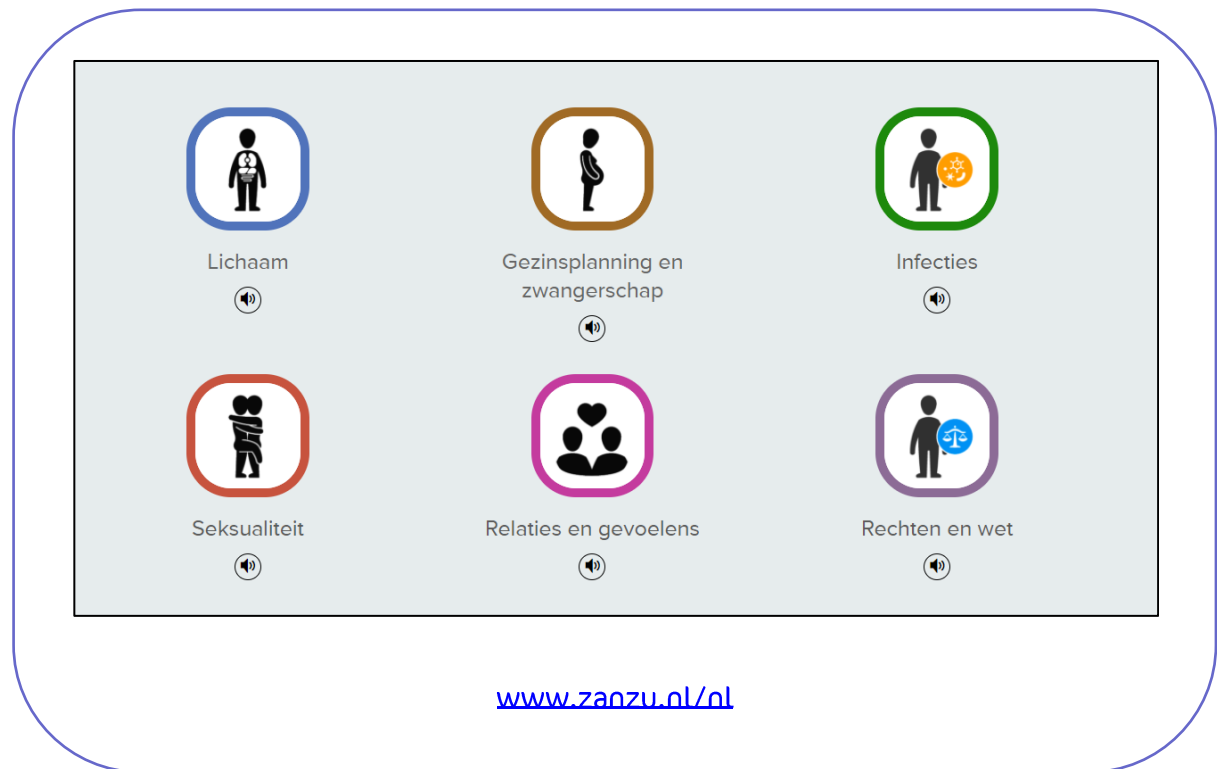 Lichaam
Gezinsplanning en
zwangerschap
Infecties
Seksualiteit
Relaties en gevoelens
Rechten en wet
www.zanzu.nl/nl